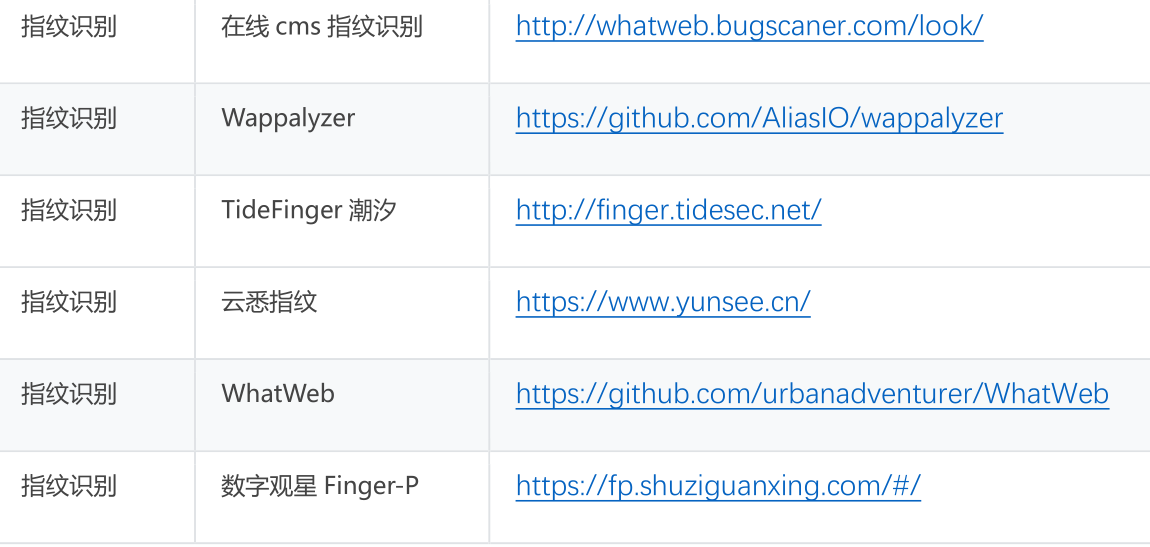 指纹识别 在线 cms 指纹识别 http://whatweb.bugscaner.com/look/
指纹识别 Wappalyzer https://github.com/AliasIO/wappalyzer
指纹识别 TideFinger 潮汐 http://finger.tidesec.net/
指纹识别 云悉指纹 https://www.yunsee.cn/
指纹识别 WhatWeb https://github.com/urbanadventurer/WhatWeb
指纹识别 数字观星 Finger-P https://fp.shuziguanxing.com/#/